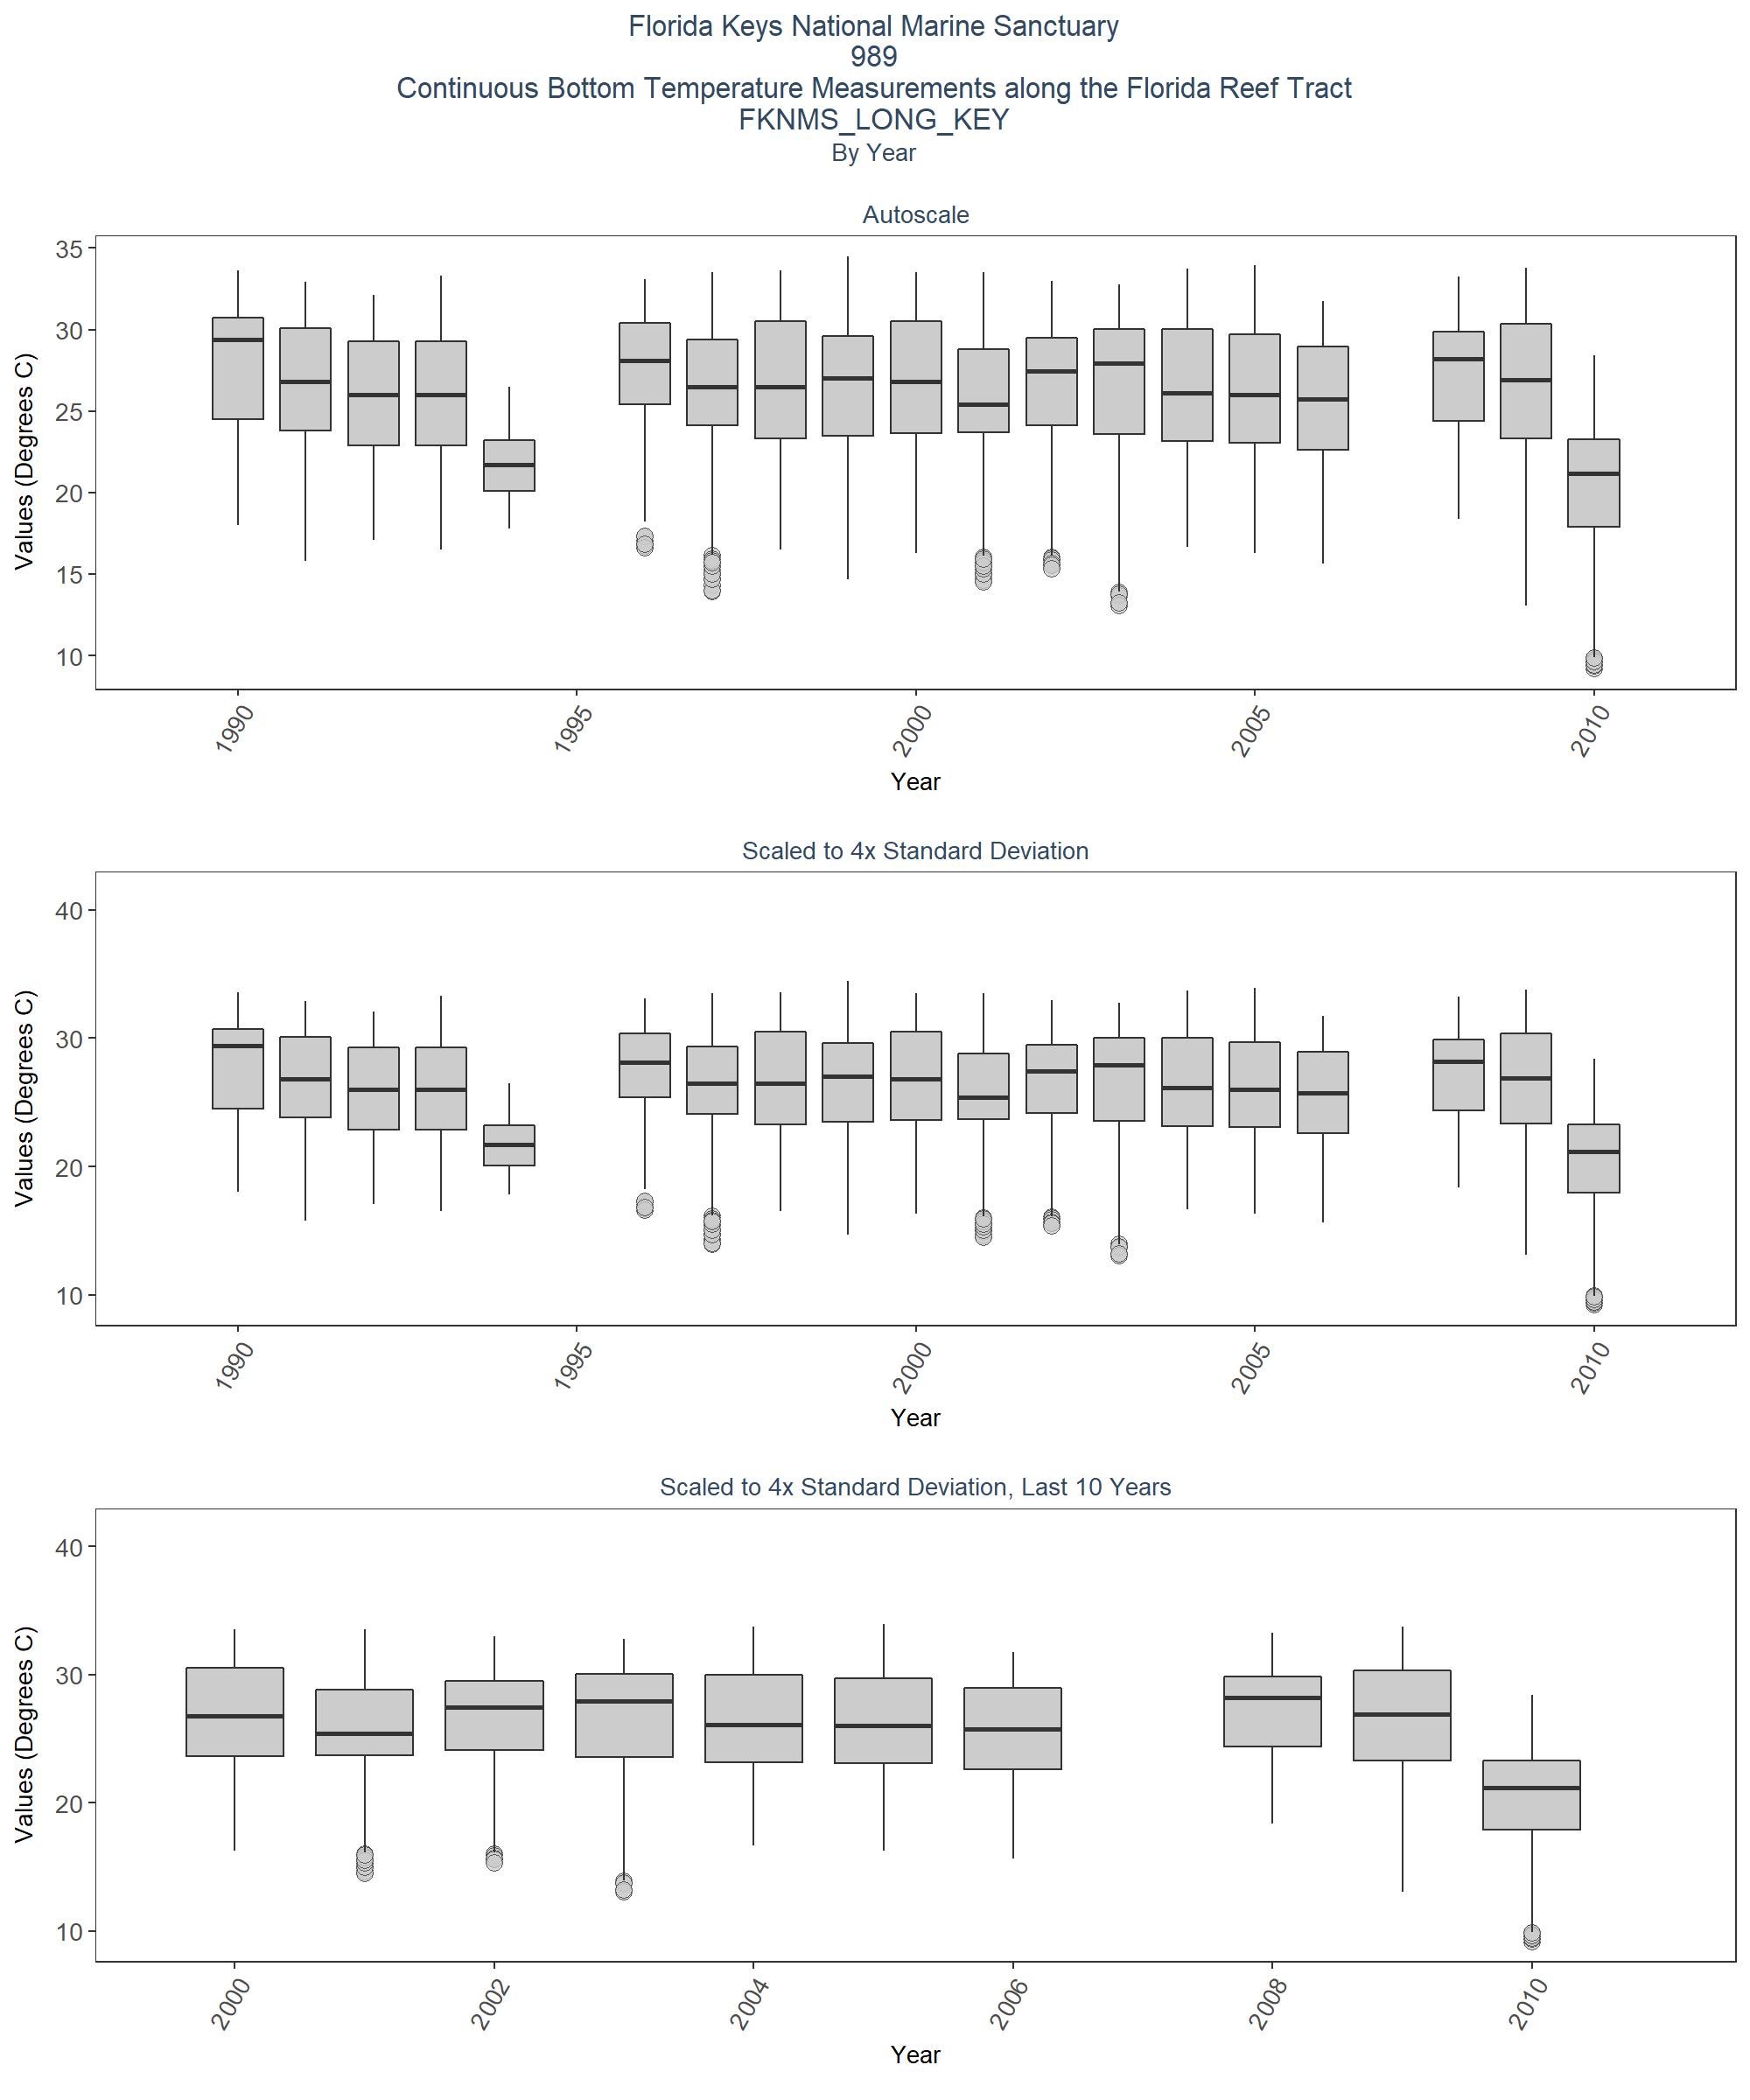 Florida Keys National Marine Sanctuary
989
Continuous Bottom Temperature Measurements along the Florida Reef Tract
FKNMS_LONG_KEY
By Year
Autoscale
35
30
25
20
15
10
Values (Degrees C)
1990
1995
2000
2005
2010
Year
Scaled to 4x Standard Deviation
40
30
20
10
Values (Degrees C)
1990
1995
2000
2005
2010
Year
Scaled to 4x Standard Deviation, Last 10 Years
40
30
20
10
Values (Degrees C)
2000
2002
2004
2006
2008
2010
Year